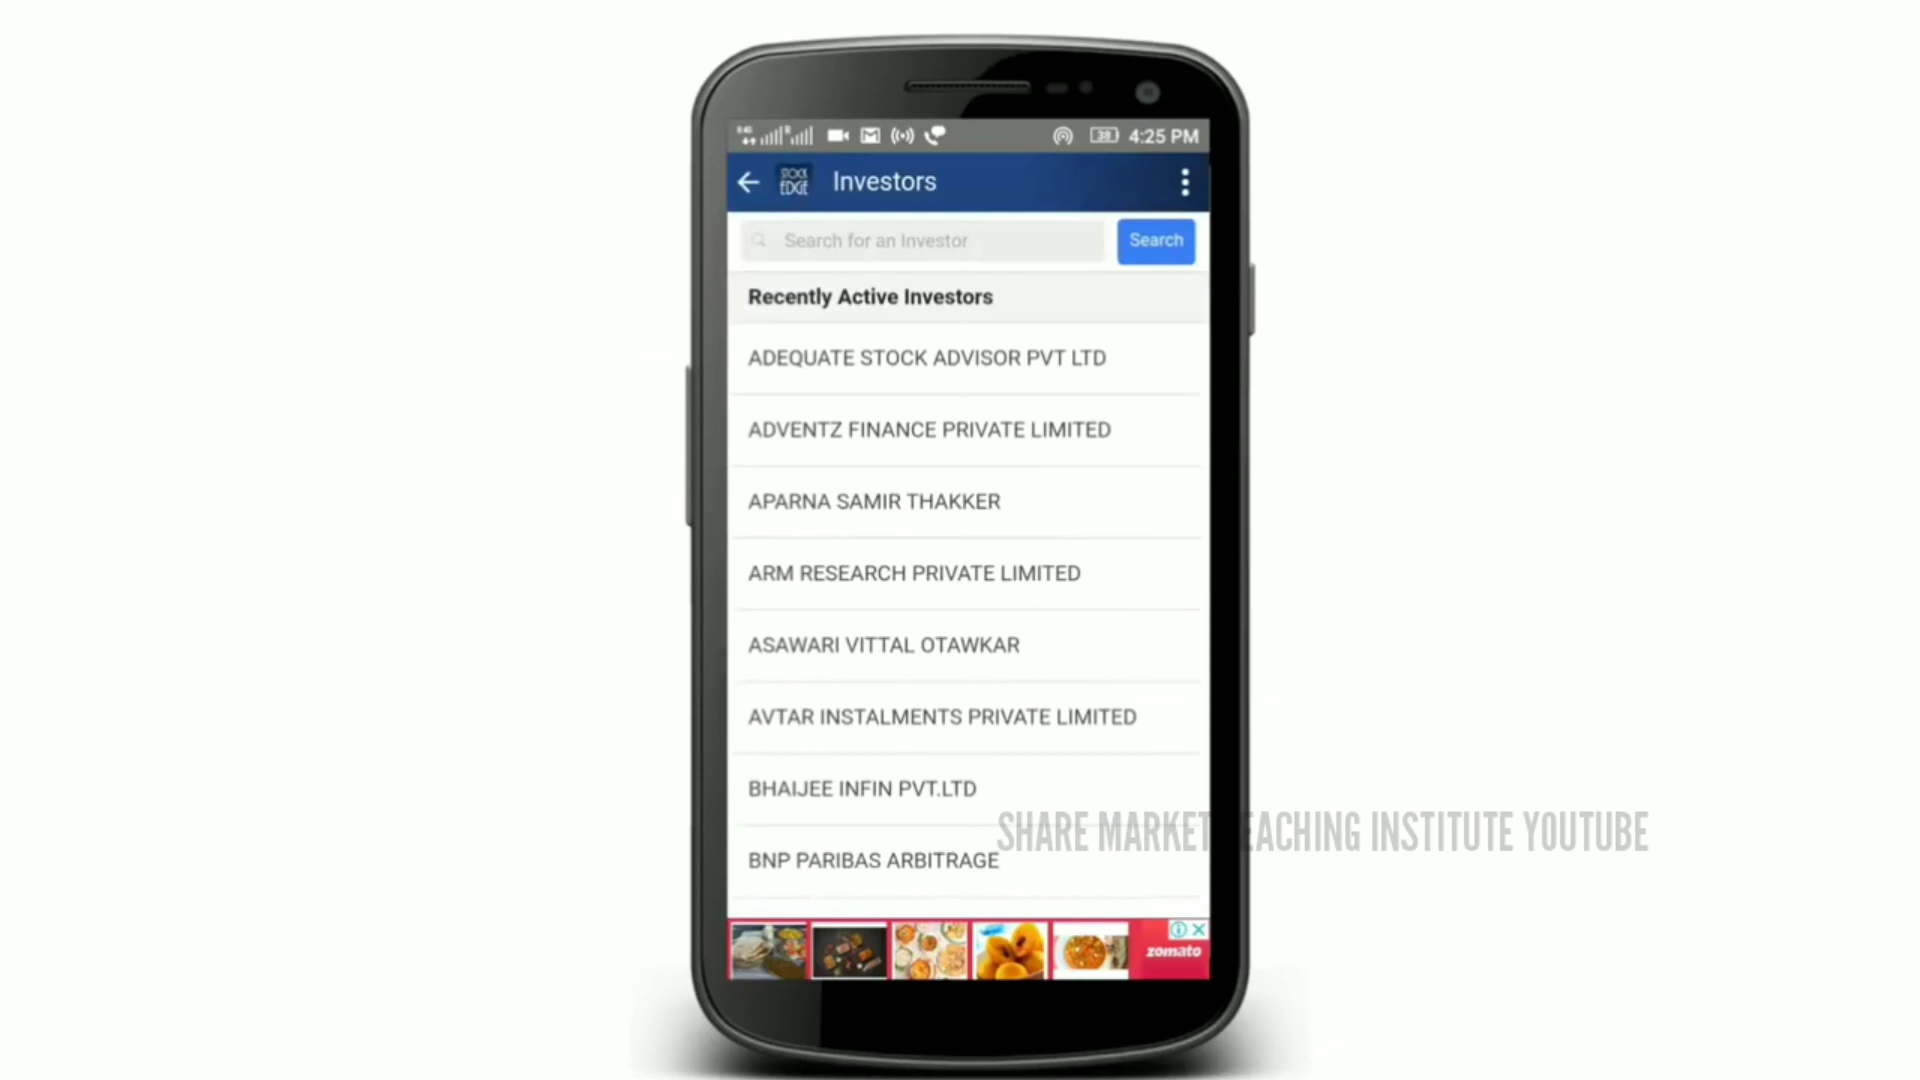 4:25 PM
STOCK EDGE
Investors
Search for an Investor
Search
Recently Active Investors
ADEQUATE STOCK ADVISOR PVT LTD
ADVENTZ FINANCE PRIVATE LIMITED
APARNA SAMIR THAKKER
ARM RESEARCH PRIVATE LIMITED
ASAWARI VITTAL OTAWKAR
AVTAR INSTALMENTS PRIVATE LIMITED
BHAIJEE INFIN PVT.LTD
SHARE MARKET EACHING INSTITUTE YOUTUBE
BNP PARIBAS ARBITRAGE
zomato